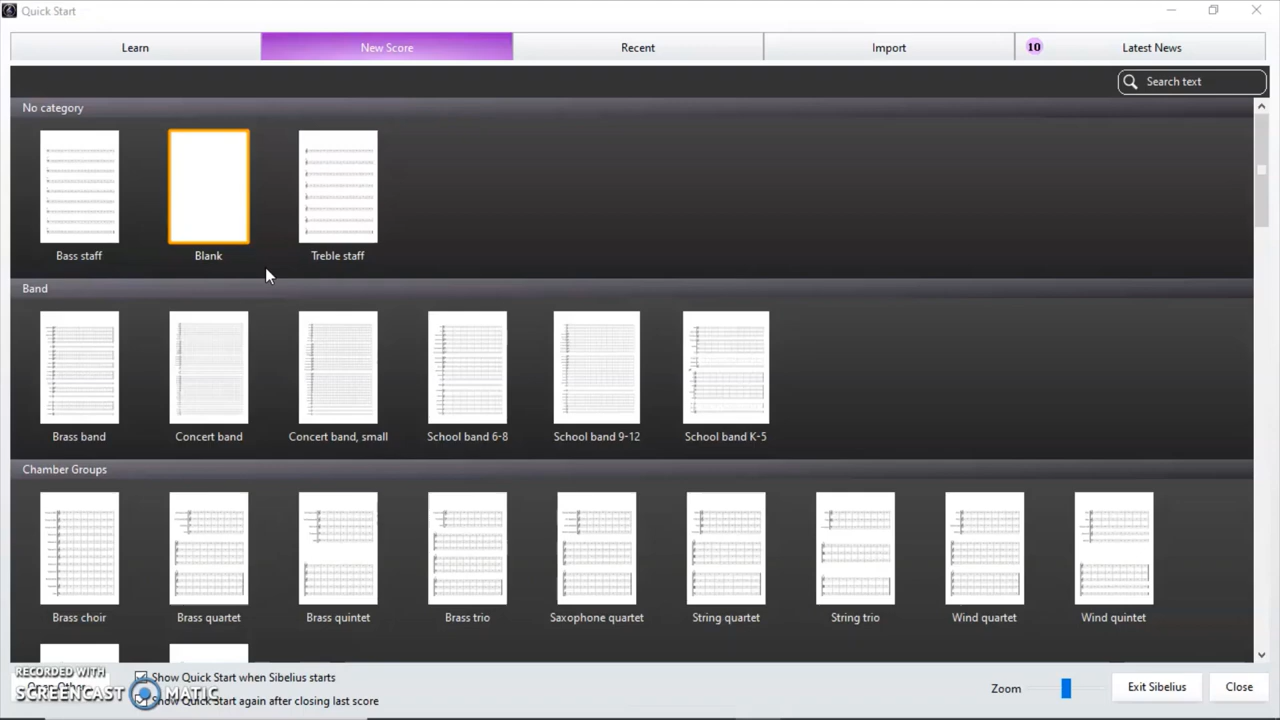 Quick Start
Learn
New Score
Recent
Import
10
Latest News
Search text
No category
Bass staff
Blank
Treble staff
Band
Brass band
Concert band
Concert band, small
School band 6-8
School band 9-12
School band K-5
Chamber Groups
Brass choir
Brass quartet
Brass quintet
Brass trio
Saxophone quartet
String quartet
String trio
Wind quartet
Wind quintet
RECORDED WITH
SCREENCAST MATIC
Show Quick Start when Sibelius starts
Show Quick Start again after closing last score
Zoom
Exit Sibelius
Close